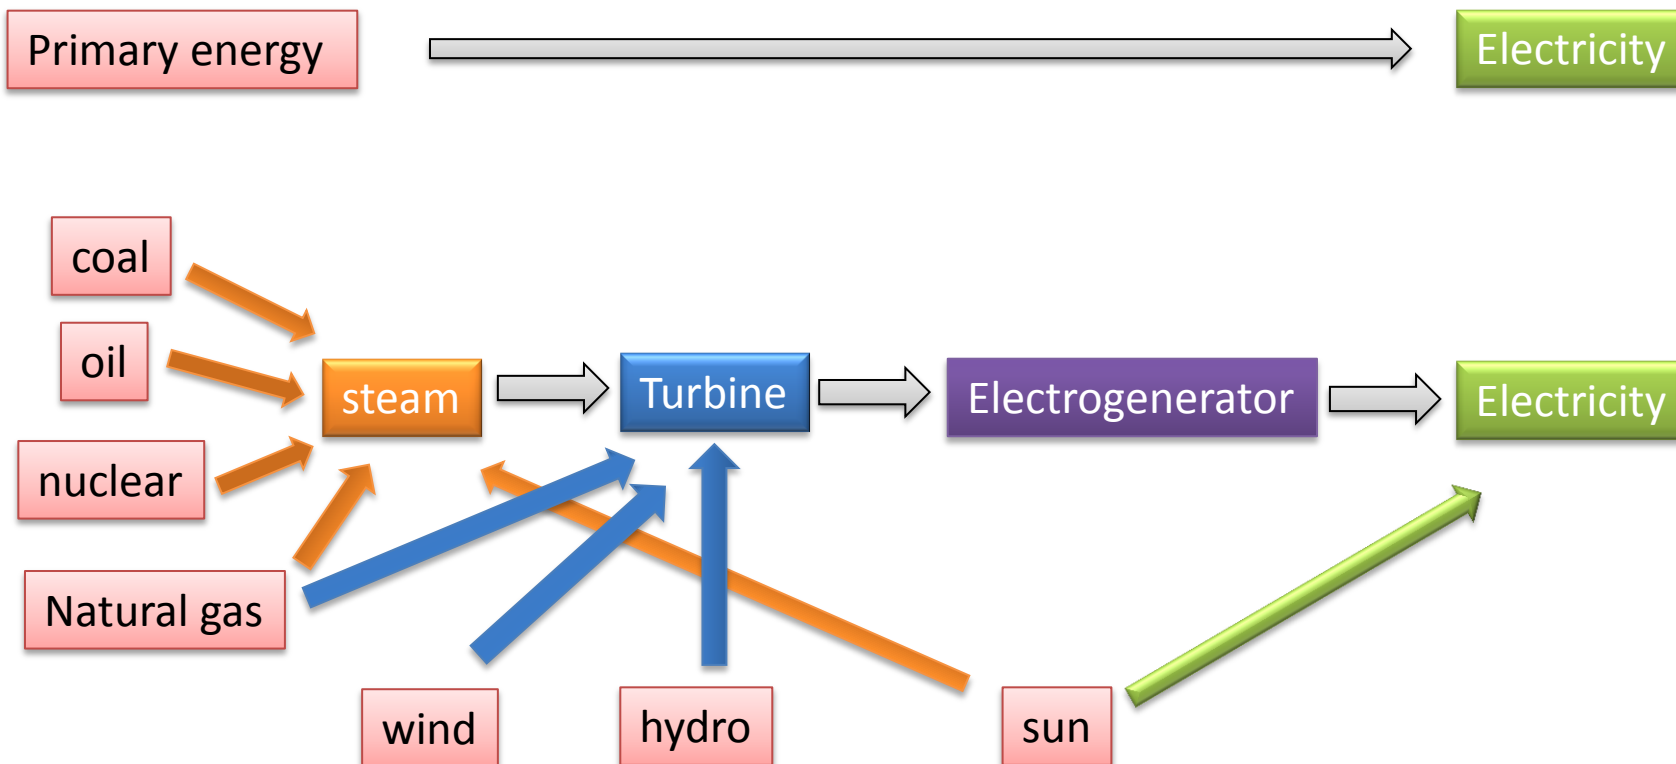 Primary energy
Electricity
coal
oil
steam
Turbine
Electrogenerator
Electricity
nuclear
Natural gas
wind
hydro
sun